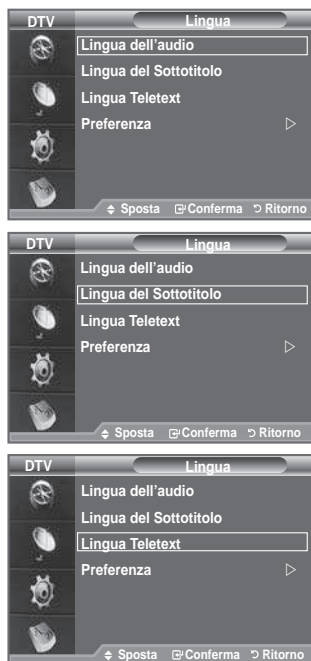 DTV Lingua
Lingua dell'audio
Lingua del Sottotitolo
Lingua Teletext
Preferenza
Sposta Conferma Ritorno
DTV Lingua
Lingua dell'audio
Lingua del Sottotitolo
Lingua Teletext
Preferenza
Sposta Conferma Ritorno
DTV Lingua
Lingua dell'audio
Lingua del Sottotitolo
Lingua Teletext
Preferenza
Sposta Conferma Ritorno